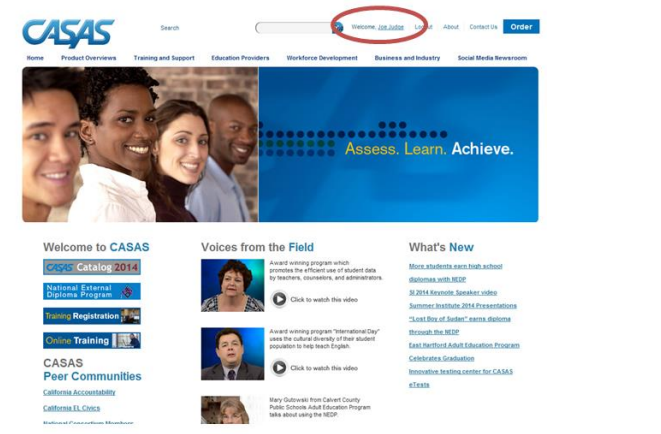 CASAS
Search
Welcome, Joe Judge
Logout
About
Contact Us
Order
Home
Product Overviews
Training and Support
Education Providers
Workforce Development
Business and Industry
Social Media Newsroom
Assess. Learn. Achieve.
Welcome to CASAS
CASAS Catalog 2014
National External
Diploma Program
Training Registration
Online Training
CASAS
Peer Communities
California Accountability
California EL Civics
National Consortium Members
Voices from the Field
Award winning program which
promotes the efficient use of student data
by teachers, counselors, and administrators.
Click to watch this video
Award winning program "International Day"
uses the cultural diversity of their student
population to help teach English.
Click to watch this video
Mary Gutowski from Calvert County
Public Schools Adult Education Program
talks about using the NEDP.
What's New
More students earn high school
diplomas with NEDP
SI 2014 Keynote Speaker video
Summer Institute 2014 Presentations
"Lost Boy of Sudan" earns diploma
through the NEDP
East Hartford Adult Education Program
Celebrates Graduation
Innovative testing center for CASAS
eTests